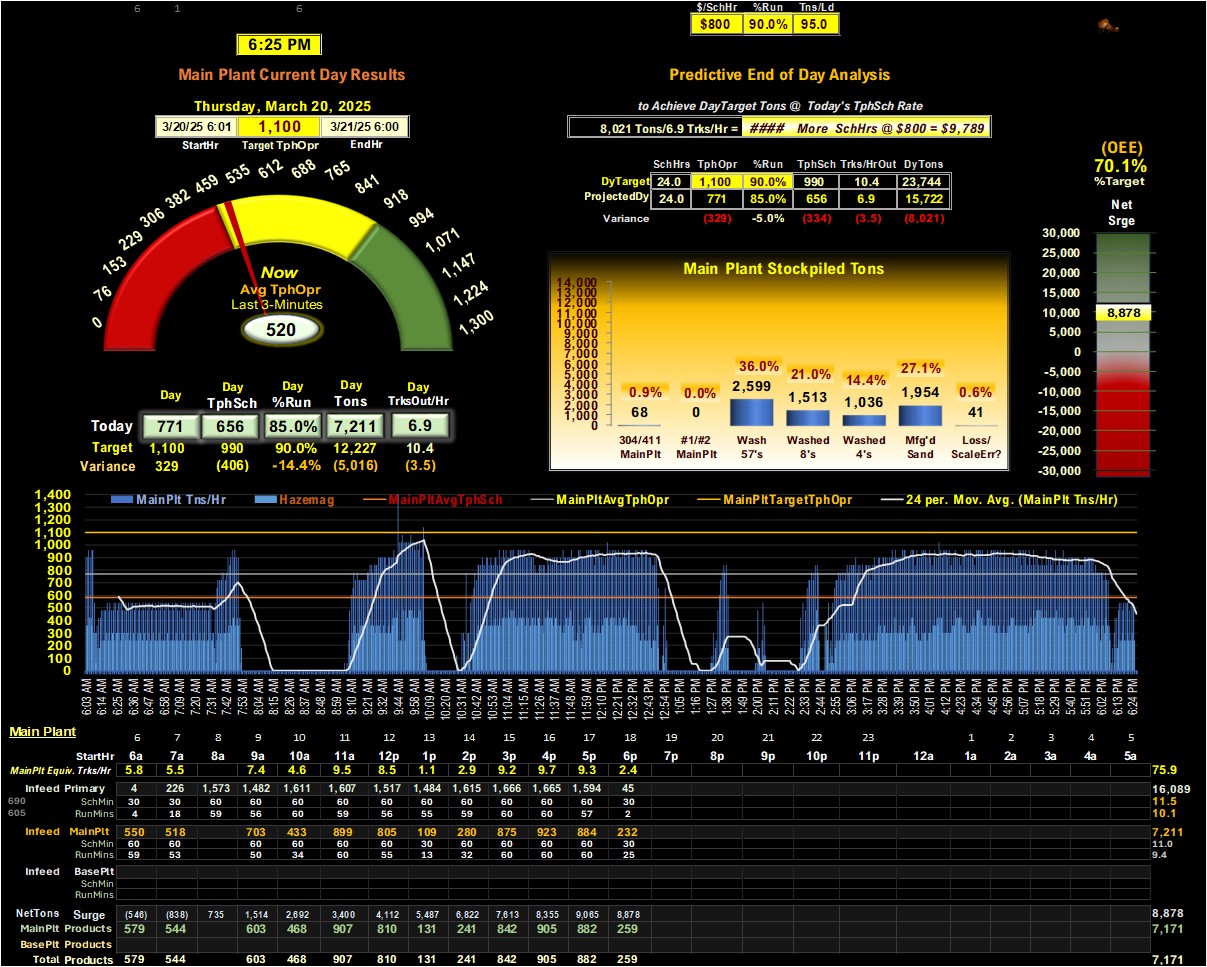 6 1 6
$/SchHr %Run Tns/Ld
$800 90.0% 95.0
6:25 PM
Main Plant Current Day Results
Thursday, March 20, 2025
3/20/25 6:01 1,100 3/21/25 6:00
StartHr Target TphOpr EndHr
0 76 153 229 306 382 459 535 612 688 765 841 918 994 1,071 1,147 1,224 1,300
Now
Avg TphOpr
Last 3-Minutes
520
Day Day TphSch Day %Run Day Tons Day TrksOut/Hr
Today 771 656 85.0% 7,211 6.9
Target 1,100 990 90.0% 12,227 10.4
Variance 329 (406) -14.4% (5,016) (3.5)
Predictive End of Day Analysis
to Achieve DayTarget Tons @ Today's TphSch Rate
8,021 Tons/6.9 Trks/Hr = #### More SchHrs @ $800 = $9,789
SchHrs TphOpr %Run TphSch Trks/HrOut DyTons
DyTarget 24.0 1,100 90.0% 990 10.4 23,744
ProjectedDy 24.0 771 85.0% 656 6.9 15,722
Variance (329) -5.0% (334) (3.5) (8,021)
Main Plant Stockpiled Tons
14,000
13,000
12,000
11,000
10,000
9,000
8,000
7,000
6,000
5,000
4,000
3,000
2,000
1,000
0
0.9% 0.0% 36.0% 21.0% 14.4% 27.1% 0.6%
68 0 2,599 1,513 1,036 1,954 41
304/411 #1/#2 Wash Washed Washed Mfg'd Loss/
MainPlt MainPlt 57's 8's 4's Sand ScaleErr?
(OEE)
70.1%
%Target
Net
Srge
30,000
25,000
20,000
15,000
10,000
5,000
0
-5,000
-10,000
-15,000
-20,000
-25,000
-30,000
8,878
MainPlt Tns/Hr Hazemag MainPltAvgTphSch MainPltAvgTphOpr MainPltTargetTphOpr 24 per. Mov. Avg. (MainPlt Tns/Hr)
1,400
1,300
1,200
1,100
1,000
900
800
700
600
500
400
300
200
100
0
6:03 AM 6:14 AM 6:25 AM 6:36 AM 6:47 AM 6:58 AM 7:09 AM 7:20 AM 7:31 AM 7:42 AM 7:53 AM 8:04 AM 8:15 AM 8:26 AM 8:37 AM 8:48 AM 8:59 AM 9:10 AM 9:21 AM 9:32 AM 9:44 AM 9:58 AM 10:09 AM 10:20 AM 10:31 AM 10:42 AM 10:53 AM 11:04 AM 11:15 AM 11:26 AM 11:37 AM 11:48 AM 11:59 AM 12:10 PM 12:21 PM 12:32 PM 12:43 PM 12:54 PM 1:05 PM 1:16 PM 1:27 PM 1:38 PM 1:49 PM 2:00 PM 2:11 PM 2:22 PM 2:33 PM 2:44 PM 2:55 PM 3:06 PM 3:17 PM 3:28 PM 3:39 PM 3:50 PM 4:01 PM 4:12 PM 4:23 PM 4:34 PM 4:45 PM 4:56 PM 5:07 PM 5:18 PM 5:29 PM 5:40 PM 5:51 PM 6:02 PM 6:13 PM 6:24 PM
Main Plant
6 7 8 9 10 11 12 13 14 15 16 17 18 19 20 21 22 23 1 2 3 4 5
StartHr 6a 7a 8a 9a 10a 11a 12p 1p 2p 3p 4p 5p 6p 7p 8p 9p 10p 11p 12a 1a 2a 3a 4a 5a
MainPlt Equiv. Trks/Hr 5.8 5.5 7.4 4.6 9.5 8.5 1.1 2.9 9.2 9.7 9.3 2.4 75.9
Infeed Primary 4 226 1,573 1,482 1,611 1,607 1,517 1,484 1,615 1,666 1,665 1,594 45 16,089
690 SchMin 30 30 60 60 60 60 60 60 60 60 60 60 30 11.5
605 RunMins 4 18 59 56 60 59 56 55 59 60 60 57 2 10.1
Infeed MainPlt 550 518 703 433 899 805 109 280 875 923 884 232 7,211
SchMin 60 60 60 60 60 60 30 60 60 60 60 30 11.0
RunMins 59 53 50 34 60 55 13 32 60 60 60 25 9.4
Infeed BasePlt
SchMin
RunMins
NetTons Surge (546) (838) 735 1,514 2,692 3,400 4,112 5,487 6,822 7,613 8,355 9,065 8,878 8,878
MainPlt Products 579 544 603 468 907 810 131 241 842 905 882 259 7,171
BasePlt Products
Total Products 579 544 603 468 907 810 131 241 842 905 882 259 7,171